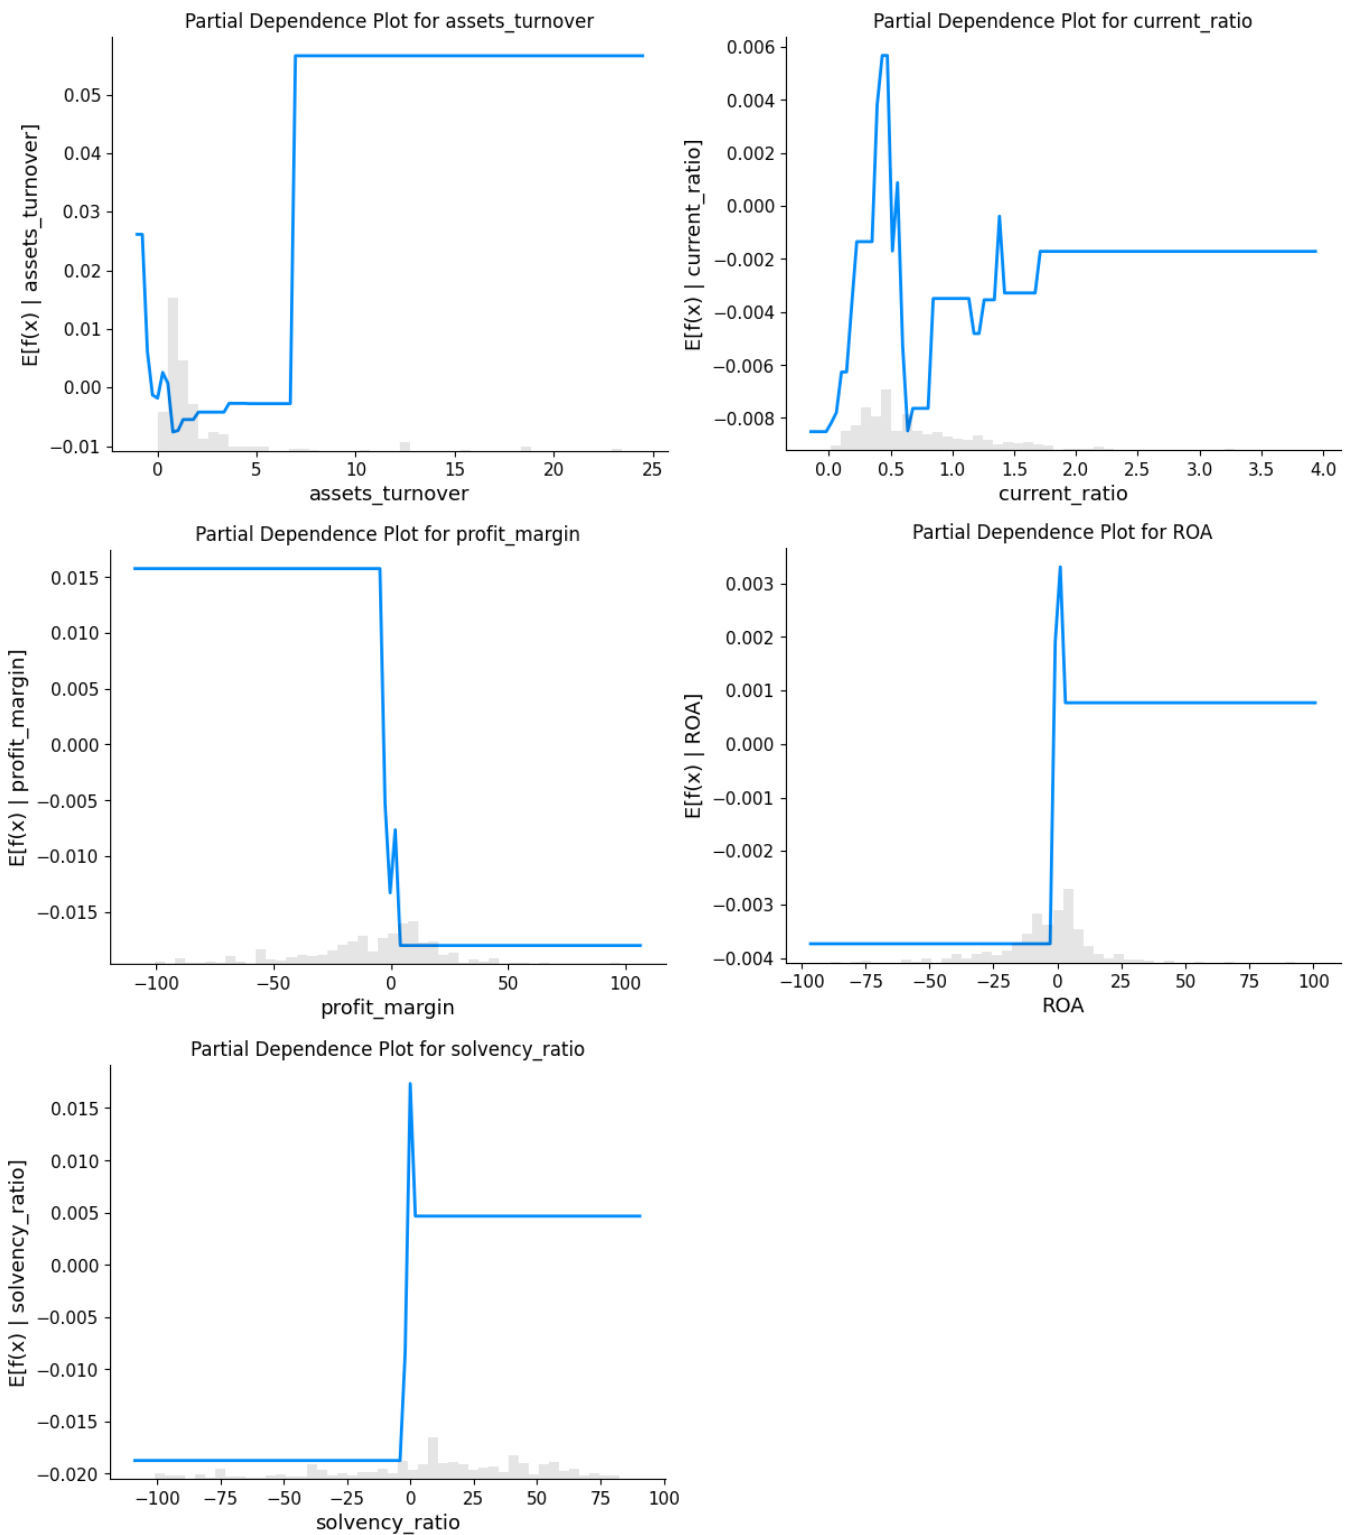 Partial Dependence Plot for assets_turnover
0.05
0.04
0.03
0.02
0.01
0.00
−0.01
E[f(x) | assets_turnover]
0 5 10 15 20 25
assets_turnover
Partial Dependence Plot for current_ratio
0.006
0.004
0.002
0.000
−0.002
−0.004
−0.006
−0.008
E[f(x) | current_ratio]
0.0 0.5 1.0 1.5 2.0 2.5 3.0 3.5 4.0
current_ratio
Partial Dependence Plot for profit_margin
0.015
0.010
0.005
0.000
−0.005
−0.010
−0.015
E[f(x) | profit_margin]
−100 −50 0 50 100
profit_margin
Partial Dependence Plot for ROA
0.003
0.002
0.001
0.000
−0.001
−0.002
−0.003
−0.004
E[f(x) | ROA]
−100 −75 −50 −25 0 25 50 75 100
ROA
Partial Dependence Plot for solvency_ratio
0.015
0.010
0.005
0.000
−0.005
−0.010
−0.015
−0.020
E[f(x) | solvency_ratio]
−100 −75 −50 −25 0 25 50 75 100
solvency_ratio